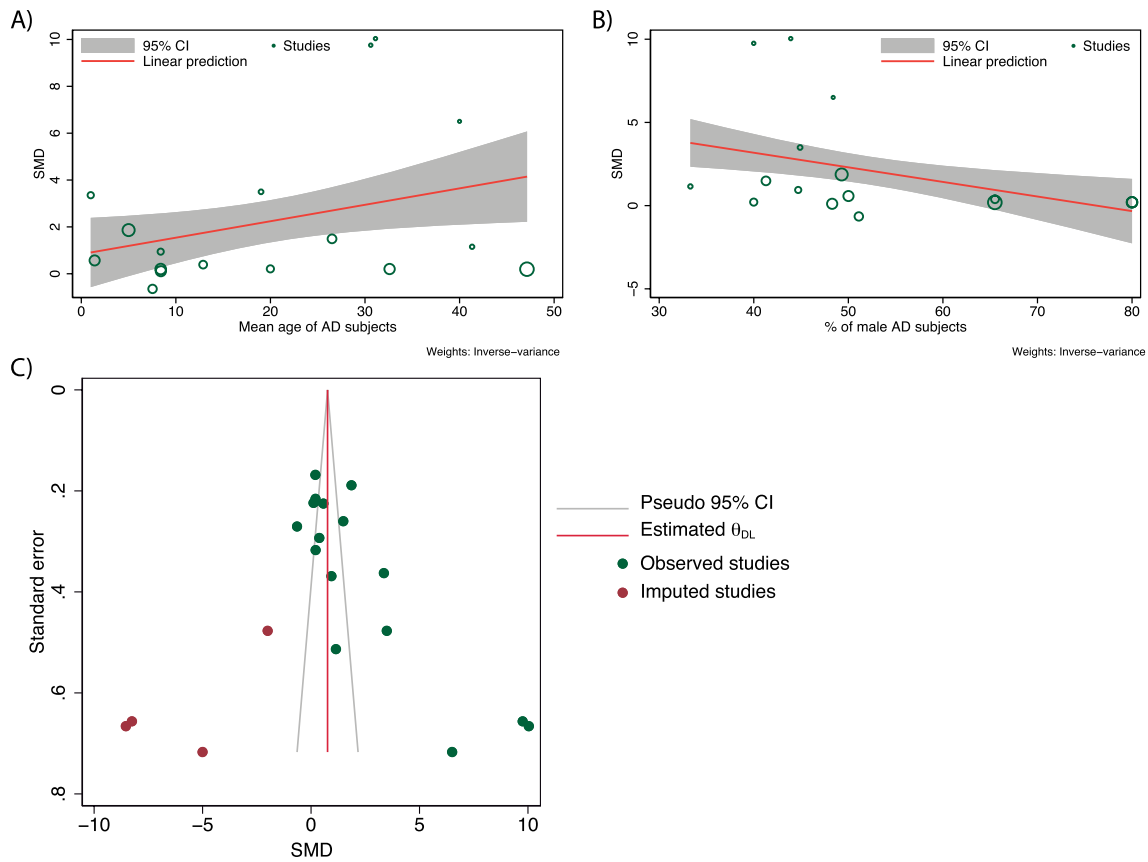 A)
95% CI
Studies
Linear prediction
SMD
10
8
6
4
2
0
0
10
20
30
40
50
Mean age of AD subjects
Weights: Inverse−variance
B)
95% CI
Studies
Linear prediction
SMD
10
5
0
−5
30
40
50
60
70
80
% of male AD subjects
Weights: Inverse−variance
C)
Standard error
0
.2
.4
.6
.8
−10
−5
0
5
10
SMD
Pseudo 95% CI
Estimated θDL
Observed studies
Imputed studies